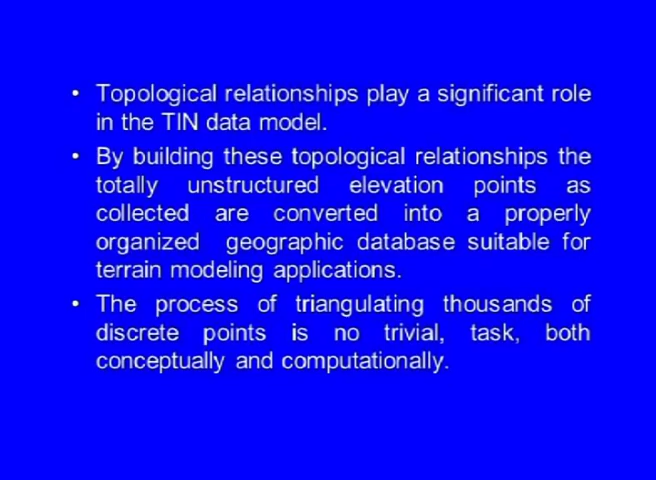 • Topological relationships play a significant role
in the TIN data model.
• By building these topological relationships the
totally unstructured elevation points as
collected are converted into a properly
organized geographic database suitable for
terrain modeling applications.
• The process of triangulating thousands of
discrete points is no trivial, task, both
conceptually and computationally.